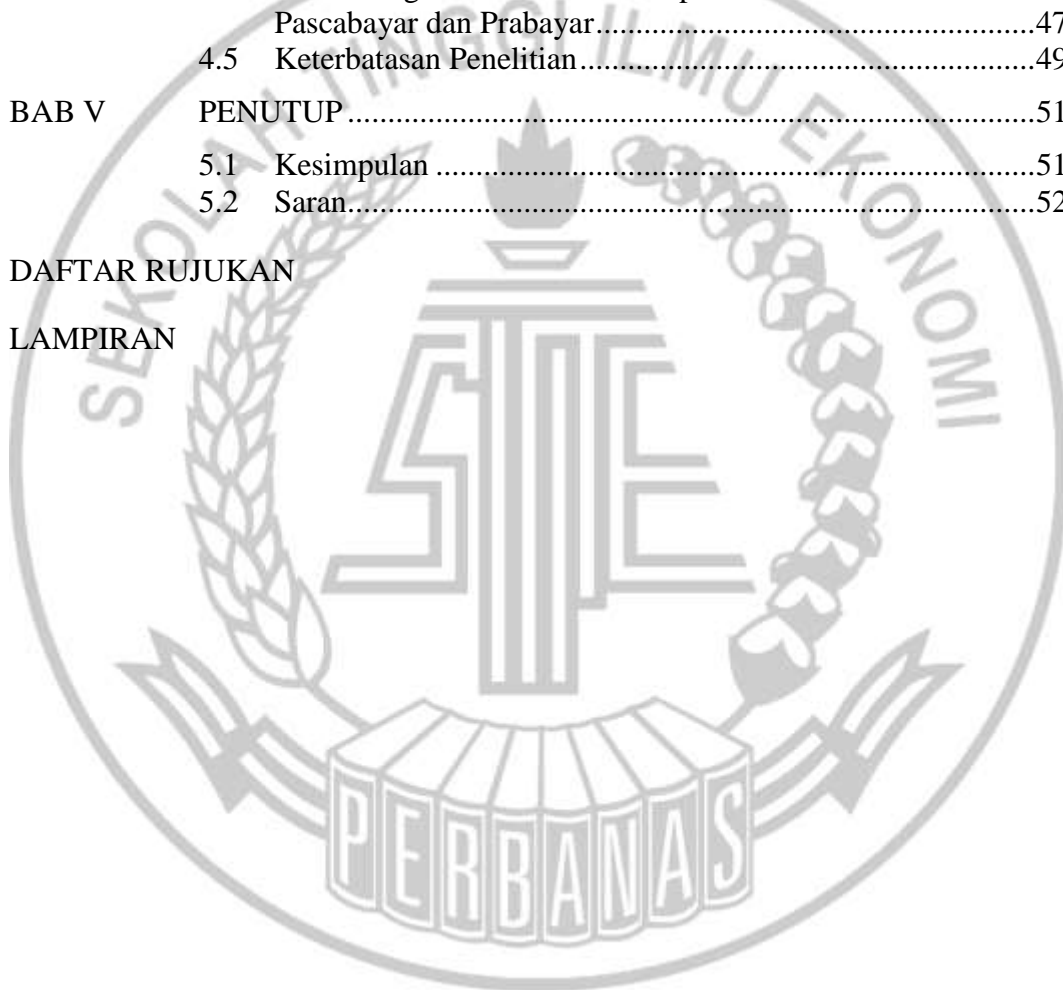 Pascabayar dan Prabayar..........................................................47
4.5 Keterbatasan Penelitian............................................................49
BAB V PENUTUP...........................................................................................51
5.1 Kesimpulan ...............................................................................51
5.2 Saran..........................................................................................52
DAFTAR RUJUKAN
LAMPIRAN
SEKOLAH TINGGI ILMU EKONOMI
STIE
PERBANAS